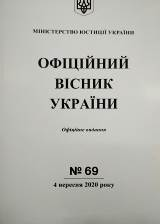 МІНІСТЕРСТВО ЮСТИЦІЇ УКРАЇНИ
ОФІЦІЙНИЙ
ВІСНИК
УКРАЇНИ
Офіційне видання
№ 69
4 вересня 2020 року